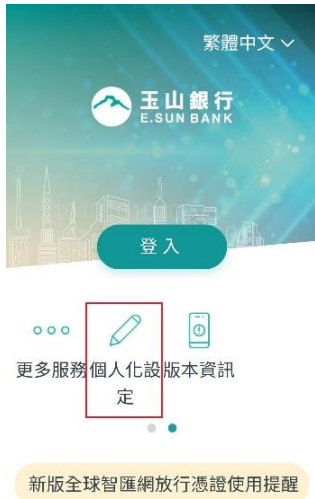 繁體中文
玉山銀行
E.SUN BANK
登入
更多服務 個人化設 版本資訊
定
新版全球智匯網放行憑證使用提醒